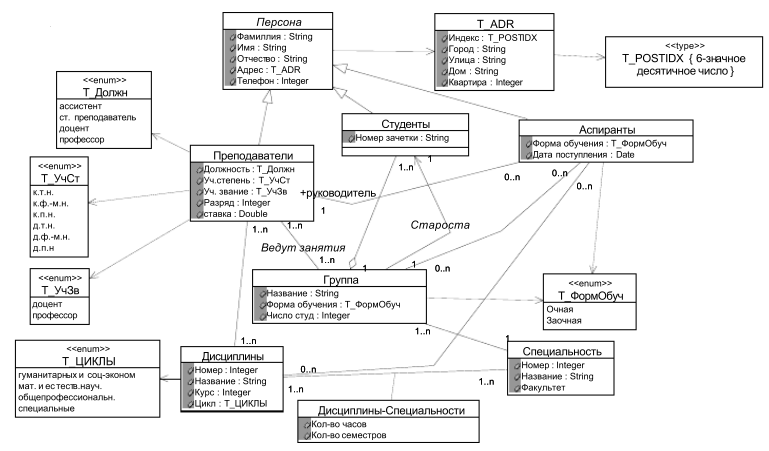 Персона
Фамиллия : String
Имя : String
Отчество : String
Адрес : T_ADR
Телефон : Integer
T_ADR
Индекс : T_POSTIDX
Город : String
Улица : String
Дом : String
Квартира : Integer
<<type>>
T_POSTIDX { 6-значное
десятичное число }
<<enum>>
Т_Должн
ассистент
ст. преподаватель
доцент
профессор
Студенты
Номер зачетки : String
Аспиранты
Форма обучения : Т_ФормОбуч
Дата поступления : Date
Преподаватели
Должность : Т_Должн
Уч.степень : Т_УчСт
Уч. звание : Т_УчЗв
Разряд : Integer
ставка : Double
<<enum>>
Т_УчСт
к.т.н.
к.ф.-м.н.
к.п.н.
д.т.н.
д.ф.-м.н.
д.п.н
1..n
1
0..n
0..n
0..n
+руководитель
1
1..n
1..n
Староста
Ведут занятия
1..n
1
1
0..n
<<enum>>
Т_УчЗв
доцент
профессор
Группа
Название : String
Форма обучения : Т_ФормОбуч
Число студ : Integer
<<enum>>
Т_ФормОбуч
Очная
Заочная
1..n
1..n
1
<<enum>>
Т_ЦИКЛЫ
гуманитарных и соц-эконом
мат. и естеств.науч.
общепрофессиональн.
специальные
Дисциплины
Номер : Integer
Название : String
Курс : Integer
Цикл : Т_ЦИКЛЫ
0..n
1..n
1..n
Специальность
Номер : Integer
Название : String
Факультет
Дисциплины-Специальности
Кол-во часов
Кол-во семестров